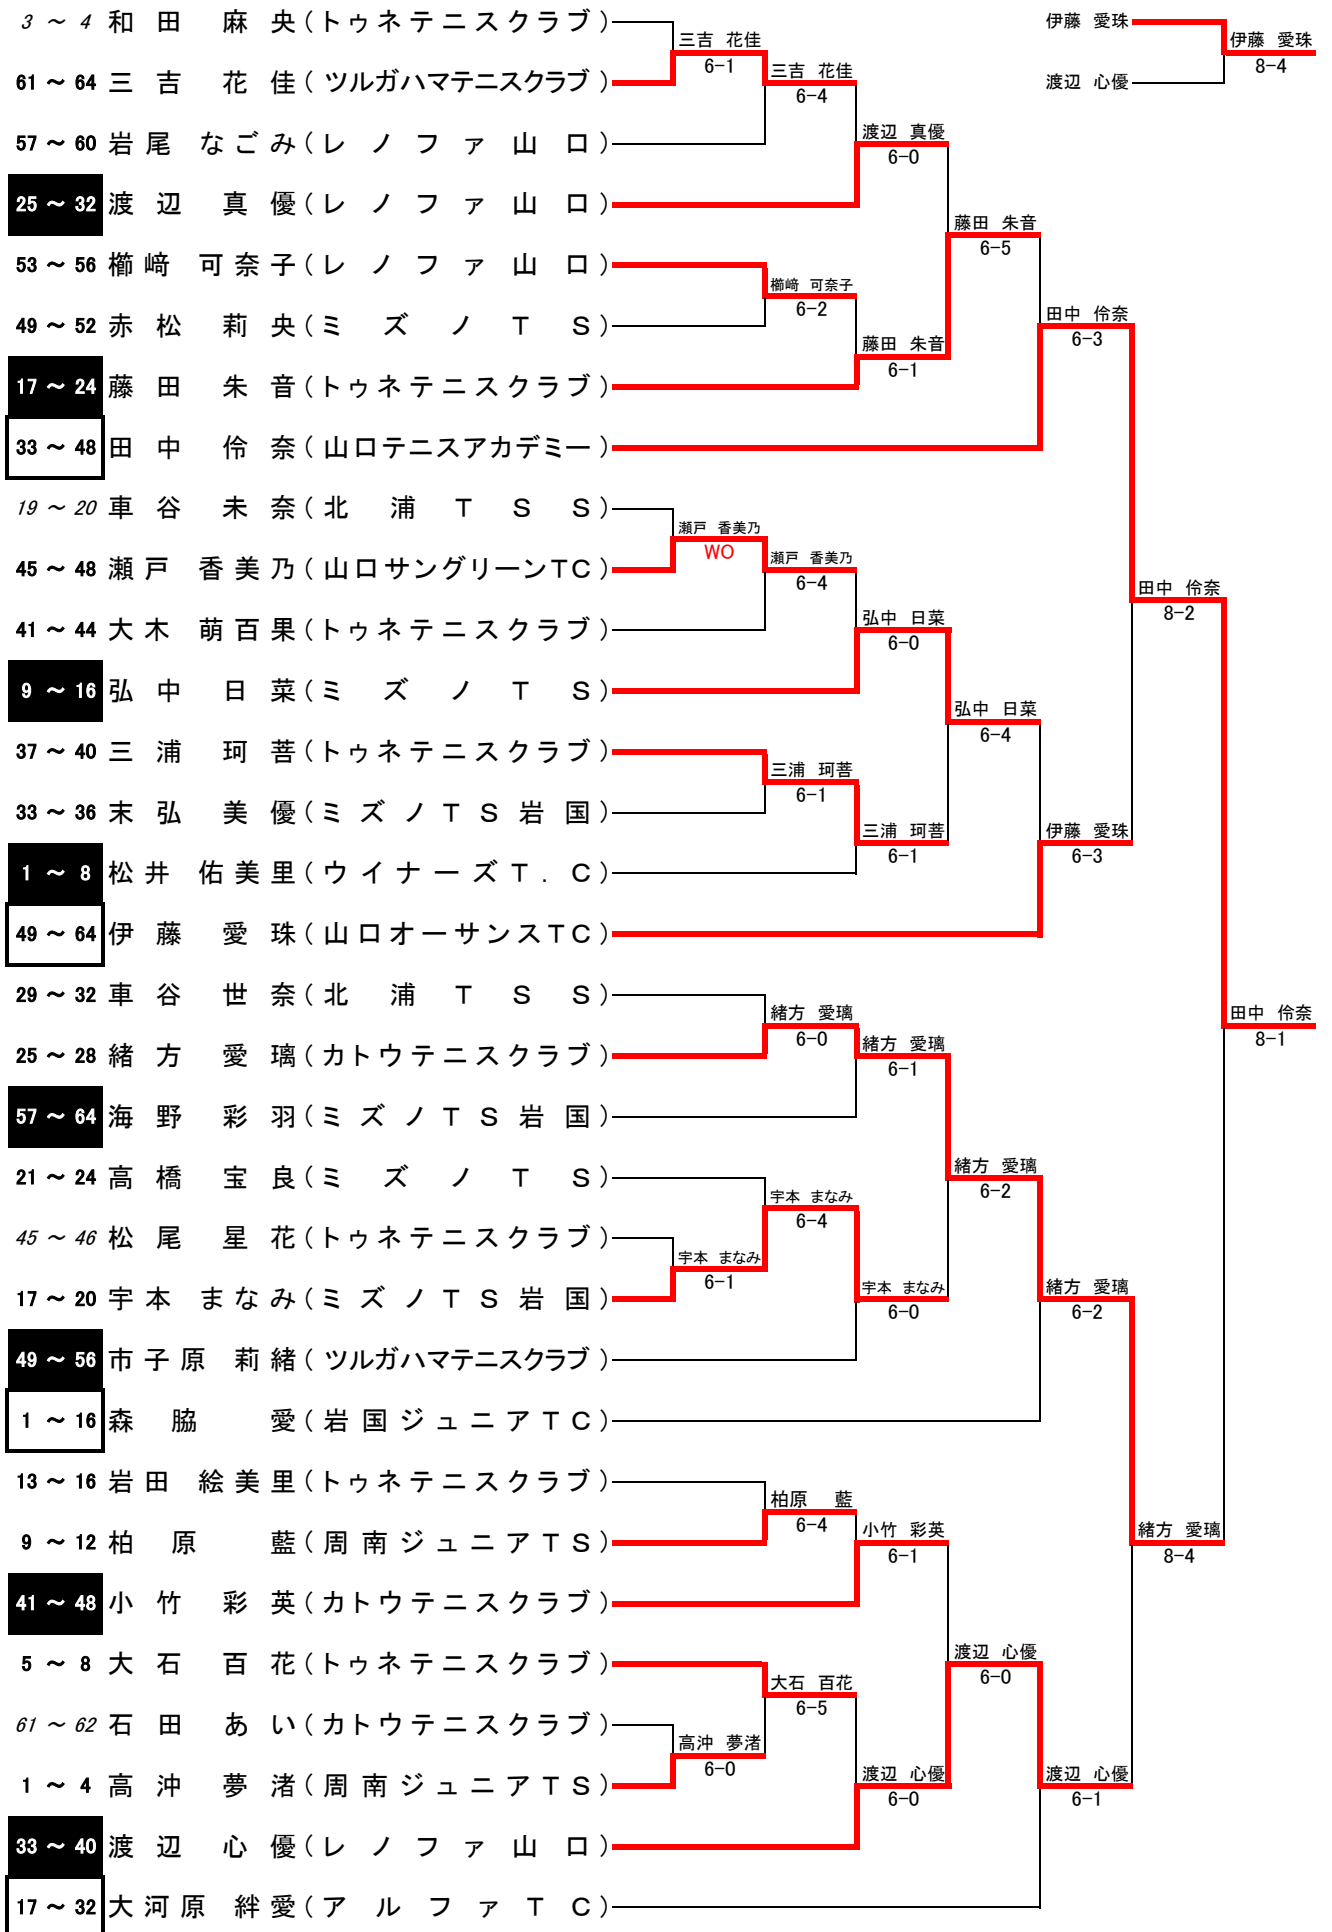 3 ～ 4 和田 麻央(トゥネテニスクラブ)
61 ～ 64 三吉 花佳(ツルガハマテニスクラブ)
57 ～ 60 岩尾 なごみ(レノファ山口)
25 ～ 32 渡辺 真優(レノファ山口)
53 ～ 56 櫛﨑 可奈子(レノファ山口)
49 ～ 52 赤松 莉央(ミズノTS)
17 ～ 24 藤田 朱音(トゥネテニスクラブ)
33 ～ 48 田中 伶奈(山口テニスアカデミー)
19 ～ 20 車谷 未奈(北浦TSS)
45 ～ 48 瀬戸 香美乃(山口サングリーンTC)
41 ～ 44 大木 萌百果(トゥネテニスクラブ)
9 ～ 16 弘中 日菜(ミズノTS)
37 ～ 40 三浦 珂菩(トゥネテニスクラブ)
33 ～ 36 末弘 美優(ミズノTS岩国)
1 ～ 8 松井 佑美里(ウイナーズT.C)
49 ～ 64 伊藤 愛珠(山口オーサンスTC)
29 ～ 32 車谷 世奈(北浦TSS)
25 ～ 28 緒方 愛璃(カトウテニスクラブ)
57 ～ 64 海野 彩羽(ミズノTS岩国)
21 ～ 24 高橋 宝良(ミズノTS)
45 ～ 46 松尾 星花(トゥネテニスクラブ)
17 ～ 20 宇本 まなみ(ミズノTS岩国)
49 ～ 56 市子原 莉緒(ツルガハマテニスクラブ)
1 ～ 16 森脇 愛(岩国ジュニアTC)
13 ～ 16 岩田 絵美里(トゥネテニスクラブ)
9 ～ 12 柏原 藍(周南ジュニアTS)
41 ～ 48 小竹 彩英(カトウテニスクラブ)
5 ～ 8 大石 百花(トゥネテニスクラブ)
61 ～ 62 石田 あい(カトウテニスクラブ)
1 ～ 4 高沖 夢渚(周南ジュニアTS)
33 ～ 40 渡辺 心優(レノファ山口)
17 ～ 32 大河原 絆愛(アルファTC)
三吉 花佳
6-1
瀬戸 香美乃
WO
宇本 まなみ
6-1
高沖 夢渚
6-0
三吉 花佳
6-4
櫛﨑 可奈子
6-2
瀬戸 香美乃
6-4
三浦 珂菩
6-1
緒方 愛璃
6-0
宇本 まなみ
6-4
柏原 藍
6-4
大石 百花
6-5
渡辺 真優
6-0
藤田 朱音
6-1
弘中 日菜
6-0
三浦 珂菩
6-1
緒方 愛璃
6-1
宇本 まなみ
6-0
小竹 彩英
6-1
渡辺 心優
6-0
藤田 朱音
6-5
弘中 日菜
6-4
緒方 愛璃
6-2
渡辺 心優
6-0
田中 伶奈
6-3
伊藤 愛珠
6-3
緒方 愛璃
6-2
渡辺 心優
6-1
田中 伶奈
8-2
緒方 愛璃
8-4
田中 伶奈
8-1
伊藤 愛珠
渡辺 心優
伊藤 愛珠
8-4